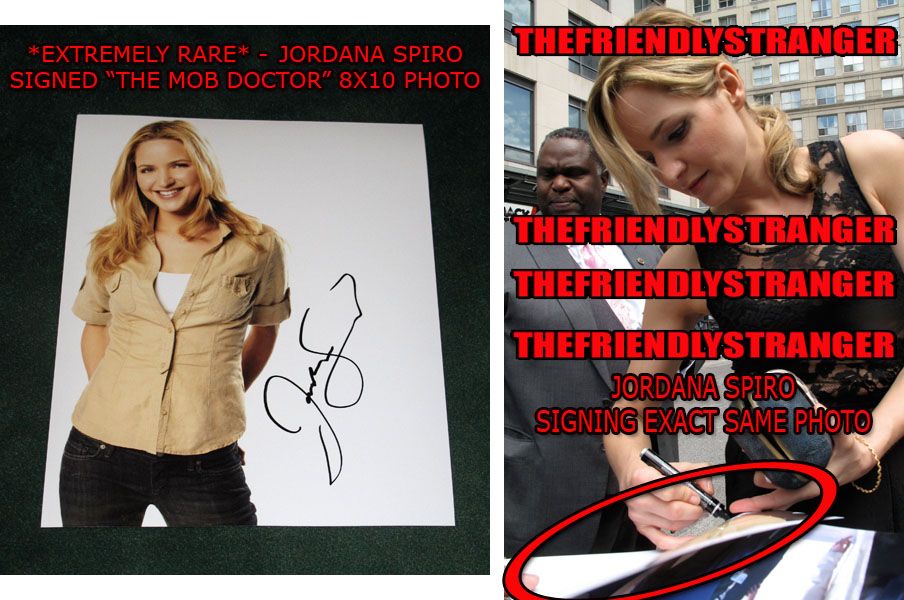 *EXTREMELY RARE* - JORDANA SPIRO
SIGNED “THE MOB DOCTOR” 8X10 PHOTO
THEFRIENDLYSTRANGER
THEFRIENDLYSTRANGER
THEFRIENDLYSTRANGER
THEFRIENDLYSTRANGER
JORDANA SPIRO
SIGNING EXACT SAME PHOTO